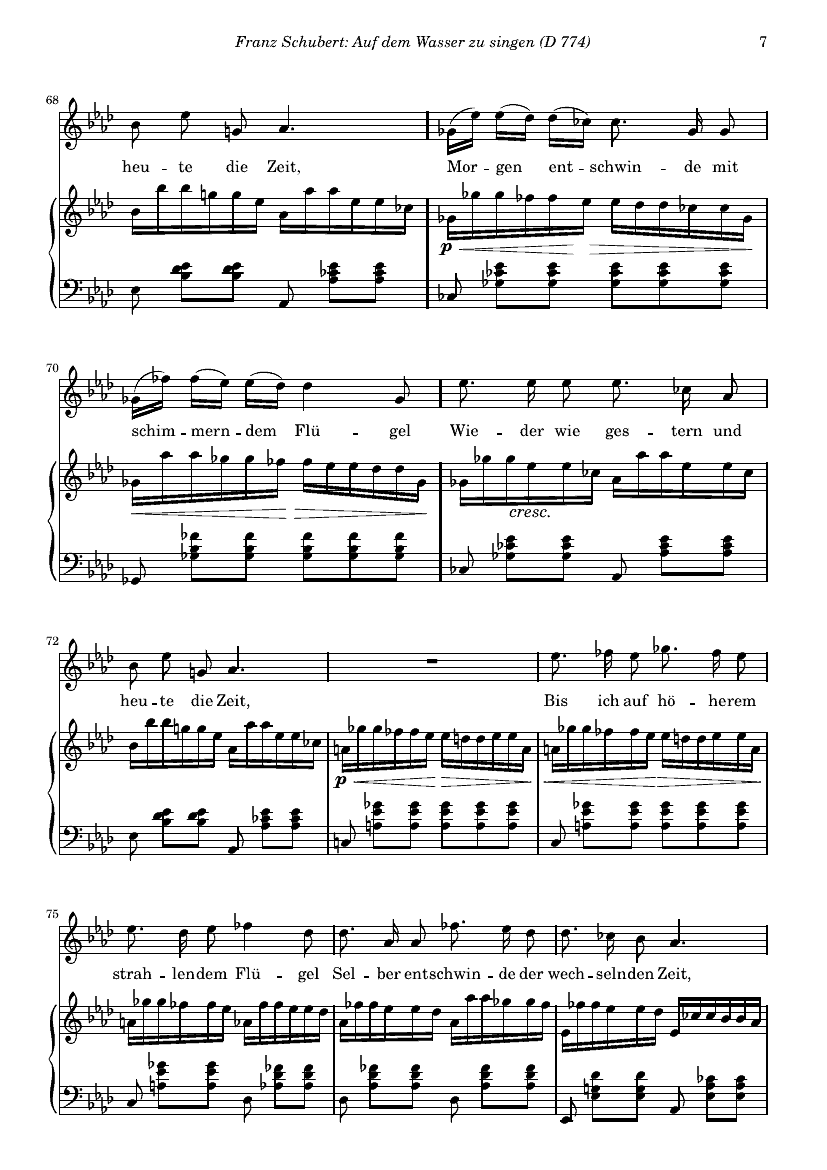 Franz Schubert: Auf dem Wasser zu singen (D 774) 7
68
heu - te die Zeit, Mor - gen ent - schwin - de mit
p
70
schim - mern - dem Flü - gel Wie - der wie ges - tern und
cresc.
72
heu - te die Zeit, Bis ich auf hö - herem
p
75
strah - lendem Flü - gel Sel - ber entschwin - de der wech - selnden Zeit,